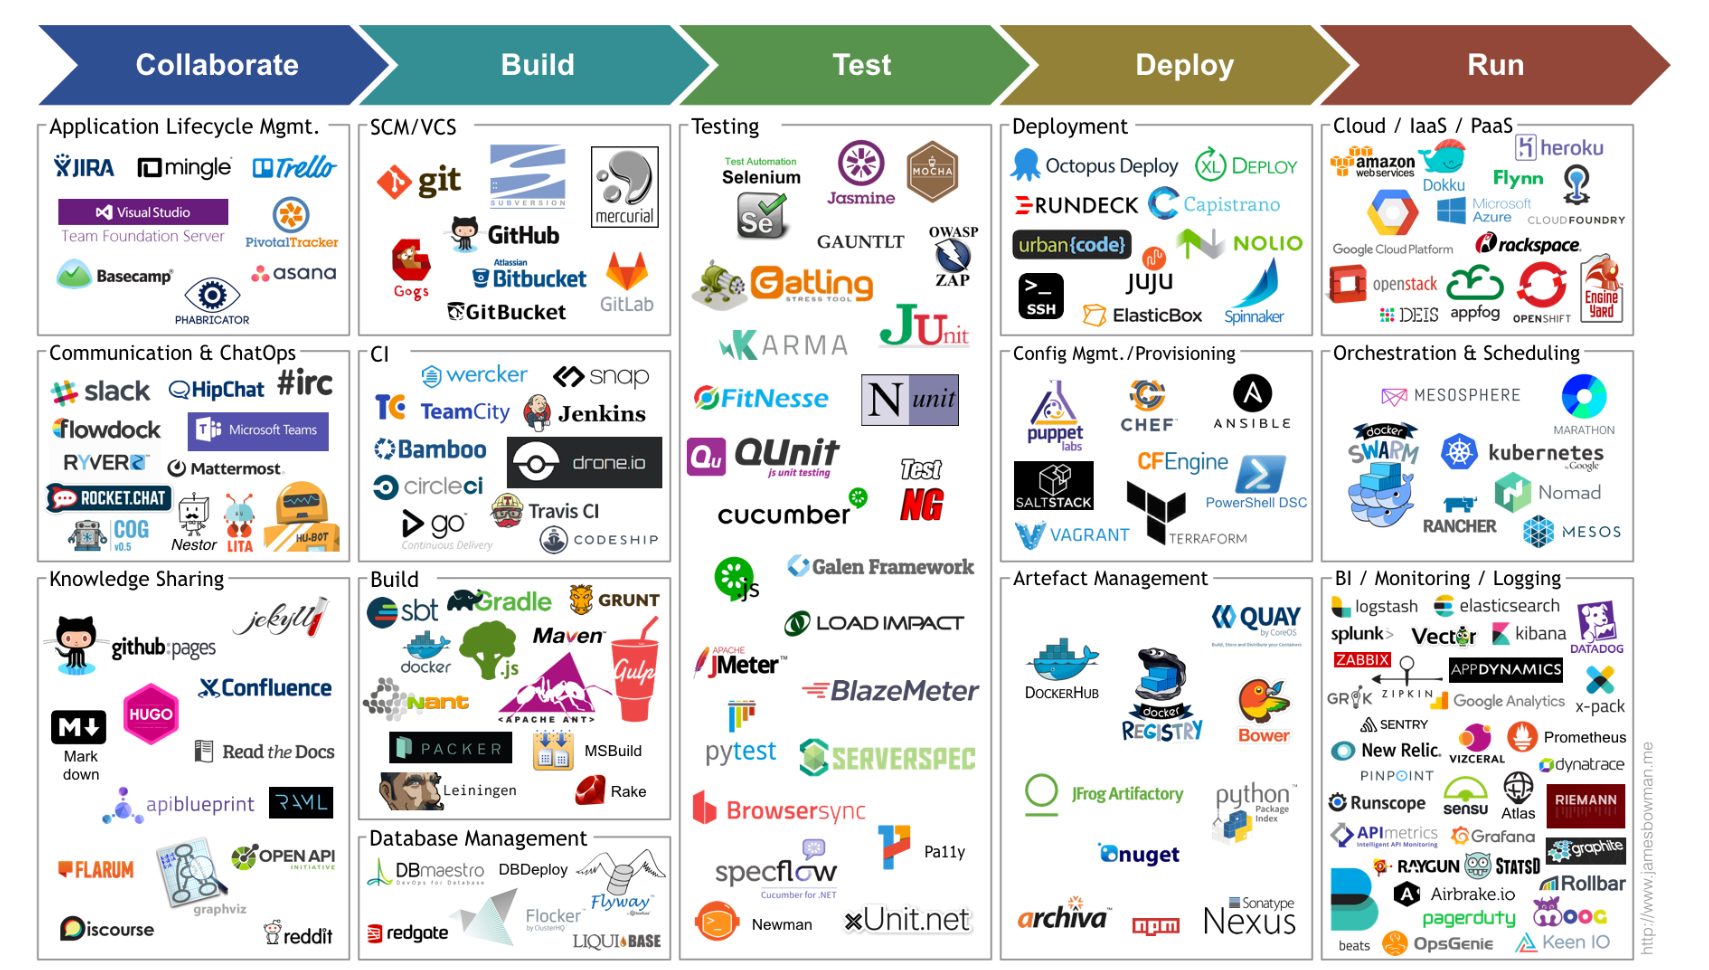 Collaborate
Build
Test
Deploy
Run
Application Lifecycle Mgmt.
JIRA
mingle
Trello
Visual Studio
Team Foundation Server
PivotalTracker
Basecamp
asana
PHABRICATOR
Communication & ChatOps
slack
HipChat
#irc
flowdock
Microsoft Teams
RYVER
Mattermost
ROCKET.CHAT
COG
v0.5
Nestor
LITA
HU-BOT
Knowledge Sharing
github:pages
jekyll
Confluence
HUGO
Mark
down
Read the Docs
apiblueprint
RAML
FLARUM
graphviz
OPEN API
INITIATIVE
Discourse
reddit
SCM/VCS
git
SUBVERSION
mercurial
GitHub
Gogs
Atlassian
Bitbucket
GitBucket
GitLab
CI
wercker
snap
TC TeamCity
Jenkins
Bamboo
drone.io
circleci
go
Continuous Delivery
Travis CI
CODESHIP
Build
sbt
Gradle
GRUNT
docker
.js
Maven
Gulp
Nant
<APACHE ANT>
PACKER
MSBuild
Leiningen
Rake
Database Management
DBmaestro
DevOps for Database
DBDeploy
Flyway
redgate
Flocker
by ClusterHQ
LIQUIBASE
Testing
Test Automation
Selenium
Se
Jasmine
MOCHA
GAUNTLT
OWASP
ZAP
Gatling
STRESS TOOL
KARMA
JUnit
FitNesse
N unit
Qu QUnit
js unit testing
Test
NG
cucumber
.js
Galen Framework
LOAD IMPACT
APACHE
JMeter™
BlazeMeter
pytest
SERVERSPEC
Browsersync
specflow
Cucumber for .NET
Pa11y
Newman
xUnit.net
Deployment
Octopus Deploy
XL DEPLOY
RUNDECK
Capistrano
urban{code}
juju
NOLIO
>_
SSH
ElasticBox
Spinnaker
Config Mgmt./Provisioning
puppet
labs
CHEF
ANSIBLE
CFEngine
SALTSTACK
PowerShell DSC
VAGRANT
TERRAFORM
Artefact Management
QUAY
by CoreOS
Build, Store and Distribute your Containers
DOCKERHUB
docker
REGISTRY
Bower
JFrog Artifactory
python™
Package
Index
nuget
archiva
npm
Sonatype
Nexus
Cloud / IaaS / PaaS
amazon
webservices
Dokku
heroku
Flynn
Google Cloud Platform
Microsoft
Azure
CLOUDFOUNDRY
rackspace
openstack
DEIS
appfog
OPENSHIFT
Engine
Yard
Orchestration & Scheduling
MESOSPHERE
MARATHON
docker
SWARM
kubernetes
by Google
Nomad
RANCHER
MESOS
BI / Monitoring / Logging
logstash
elasticsearch
splunk>
Vector
kibana
DATADOG
ZABBIX
ZIPKIN
APPDYNAMICS
GROK
Google Analytics
x-pack
SENTRY
New Relic.
VIZCERAL
Prometheus
PINPOINT
dynatrace
Runscope
sensu
Atlas
RIEMANN
APImetrics
Intelligent API Monitoring
Grafana
graphite
RAYGUN
STATSD
Airbrake.io
Rollbar
pagerduty
MOOG
beats
OpsGenie
Keen IO
http://www.jamesbowman.me